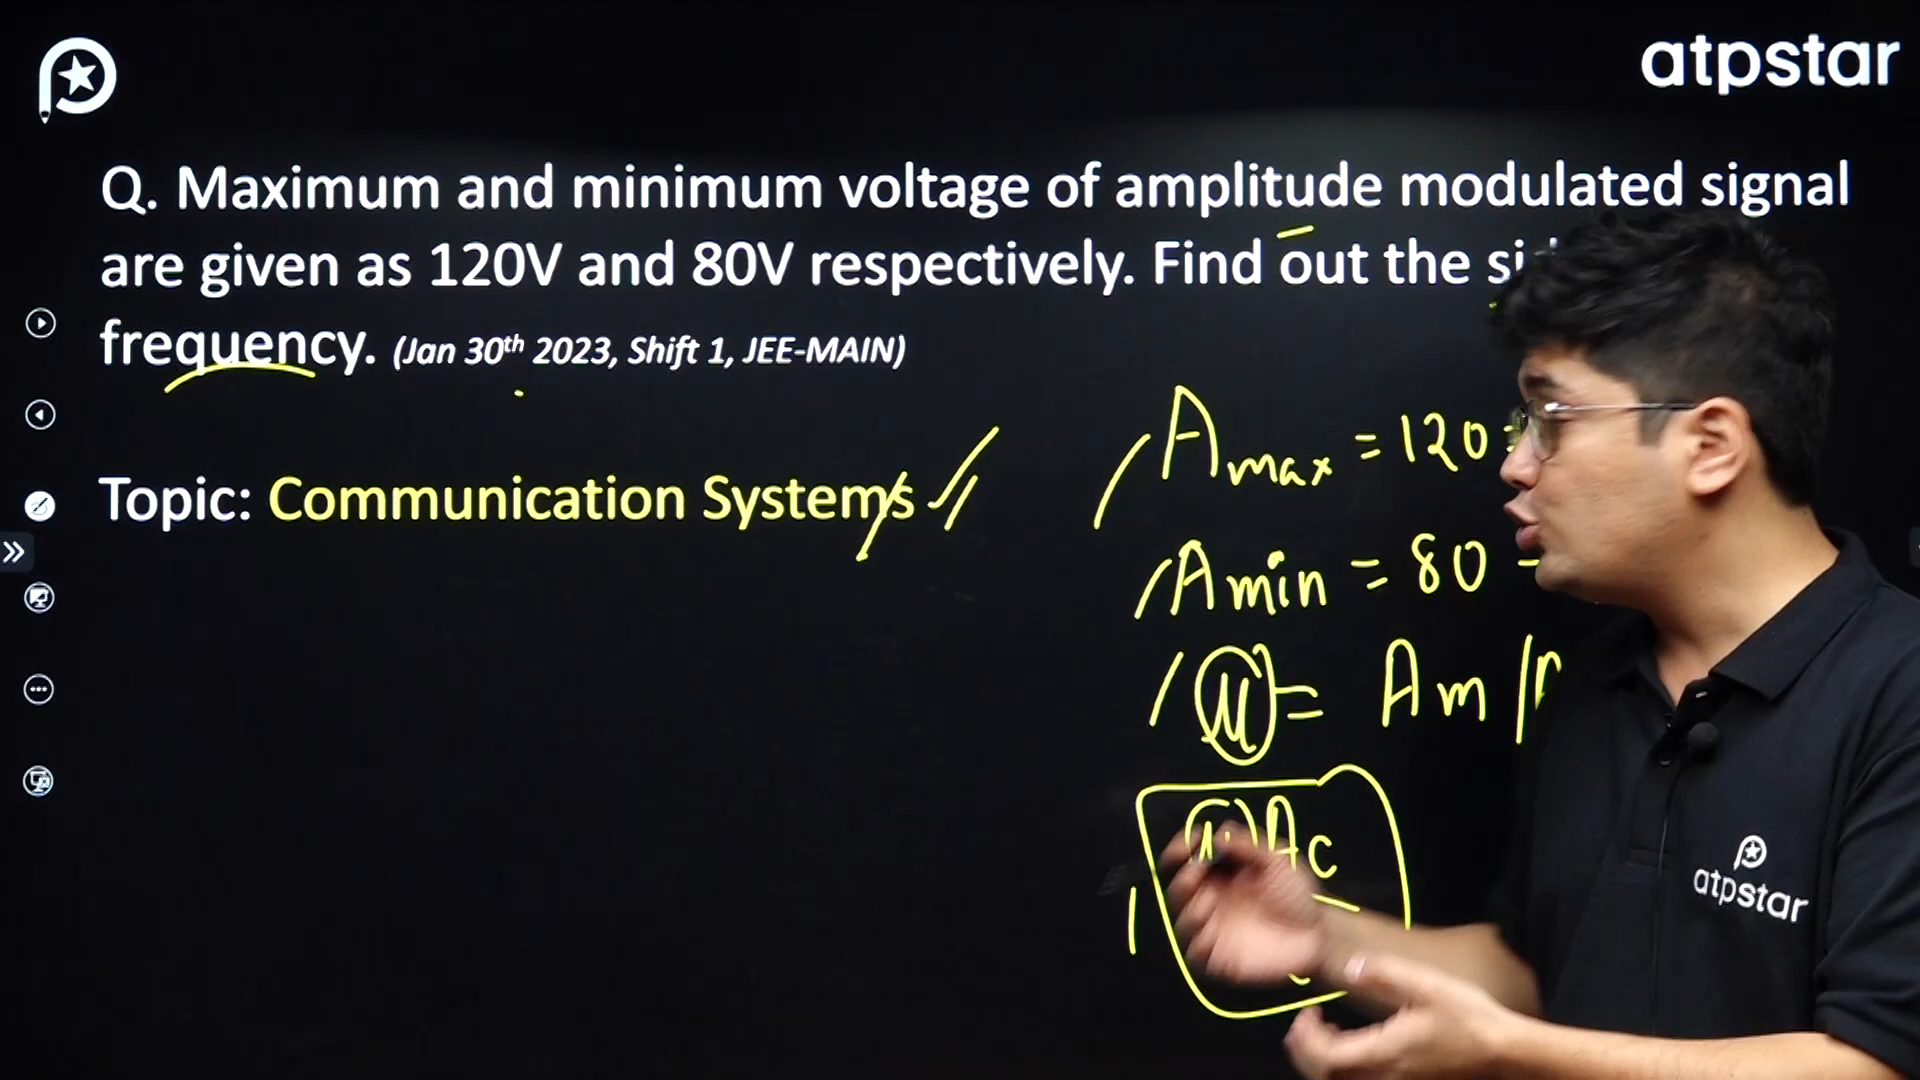 atpstar
Q. Maximum and minimum voltage of amplitude modulated signal
are given as 120V and 80V respectively. Find out the
frequency. (Jan 30th 2023, Shift 1, JEE-MAIN)
Topic: Communication Systems
Amax = 120
Amin = 80
μ = Am /
μ Ac
atpstar